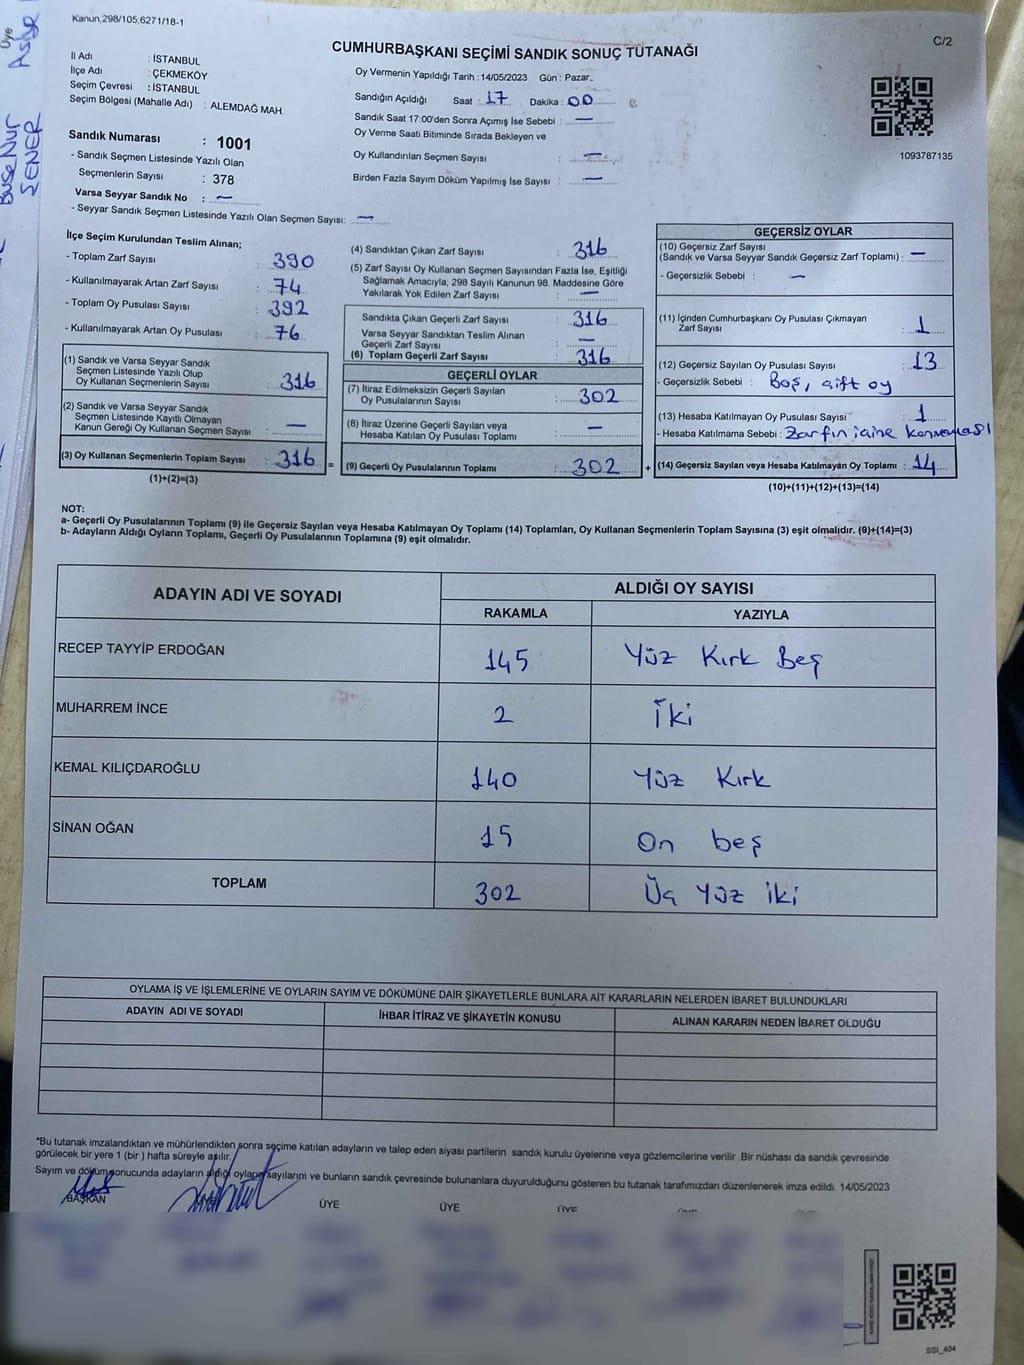 Kanun,298/105;6271/18-1
C/2
CUMHURBAŞKANI SEÇİMİ SANDIK SONUÇ TUTANAĞI
Üye
Buse Nur
ŞENER
İl Adı : İSTANBUL
İlçe Adı : ÇEKMEKÖY
Seçim Çevresi : İSTANBUL
Seçim Bölgesi (Mahalle Adı) : ALEMDAĞ MAH.
Sandık Numarası : 1001
- Sandık Seçmen Listesinde Yazılı Olan
Seçmenlerin Sayısı : 378
Varsa Seyyar Sandık No : —
- Seyyar Sandık Seçmen Listesinde Yazılı Olan Seçmen Sayısı: —
Oy Vermenin Yapıldığı Tarih : 14/05/2023 Gün : Pazar.
Sandığın Açıldığı Saat : 17 Dakika : 00
Sandık Saat 17:00'den Sonra Açımış İse Sebebi : —
Oy Verme Saati Bitiminde Sırada Bekleyen ve
Oy Kullandırılan Seçmen Sayısı : —
Birden Fazla Sayım Döküm Yapılmış İse Sayısı : —
1093787135
İlçe Seçim Kurulundan Teslim Alınan;
- Toplam Zarf Sayısı : 390
- Kullanılmayarak Artan Zarf Sayısı : 74
- Toplam Oy Pusulası Sayısı : 392
- Kullanılmayarak Artan Oy Pusulası : 76
(1) Sandık ve Varsa Seyyar Sandık
Seçmen Listesinde Yazılı Olup
Oy Kullanan Seçmenlerin Sayısı : 316
(2) Sandık ve Varsa Seyyar Sandık
Seçmen Listesinde Kayıtlı Olmayan
Kanun Gereği Oy Kullanan Seçmen Sayısı : —
(3) Oy Kullanan Seçmenlerin Toplam Sayısı : 316 =
(1)+(2)=(3)
(4) Sandıktan Çıkan Zarf Sayısı : 316
(5) Zarf Sayısı Oy Kullanan Seçmen Sayısından Fazla İse, Eşitliği
Sağlamak Amacıyla, 298 Sayılı Kanunun 98. Maddesine Göre
Yakılarak Yok Edilen Zarf Sayısı : —
Sandıkta Çıkan Geçerli Zarf Sayısı : 316
Varsa Seyyar Sandıktan Teslim Alınan
Geçerli Zarf Sayısı : —
(6) Toplam Geçerli Zarf Sayısı : 316
GEÇERLİ OYLAR
(7) İtiraz Edilmeksizin Geçerli Sayılan
Oy Pusulalarının Sayısı : 302
(8) İtiraz Üzerine Geçerli Sayılan veya
Hesaba Katılan Oy Pusulası Toplamı : —
(9) Geçerli Oy Pusulalarının Toplamı : 302 +
GEÇERSİZ OYLAR
(10) Geçersiz Zarf Sayısı
(Sandık ve Varsa Seyyar Sandık Geçersiz Zarf Toplamı) : —
- Geçersizlik Sebebi : —
(11) İçinden Cumhurbaşkanı Oy Pusulası Çıkmayan
Zarf Sayısı : 1
(12) Geçersiz Sayılan Oy Pusulası Sayısı : 13
- Geçersizlik Sebebi : Boş, çift oy
(13) Hesaba Katılmayan Oy Pusulası Sayısı : 1
- Hesaba Katılmama Sebebi : Zarfın içine konmaması
(14) Geçersiz Sayılan veya Hesaba Katılmayan Oy Toplamı : 14
(10)+(11)+(12)+(13)=(14)
NOT:
a- Geçerli Oy Pusulalarının Toplamı (9) ile Geçersiz Sayılan veya Hesaba Katılmayan Oy Toplamı (14) Toplamları, Oy Kullanan Seçmenlerin Toplam Sayısına (3) eşit olmalıdır. (9)+(14)=(3)
b- Adayların Aldığı Oyların Toplamı, Geçerli Oy Pusulalarının Toplamına (9) eşit olmalıdır.
ADAYIN ADI VE SOYADI
ALDIĞI OY SAYISI
RAKAMLA YAZIYLA
RECEP TAYYİP ERDOĞAN 145 Yüz Kırk Beş
MUHARREM İNCE 2 İki
KEMAL KILIÇDAROĞLU 140 Yüz Kırk
SİNAN OĞAN 15 On beş
TOPLAM 302 Üç Yüz iki
OYLAMA İŞ VE İŞLEMLERİNE VE OYLARIN SAYIM VE DÖKÜMÜNE DAİR ŞİKAYETLERLE BUNLARA AİT KARARLARIN NELERDEN İBARET BULUNDUKLARI
ADAYIN ADI VE SOYADI İHBAR İTİRAZ VE ŞİKAYETİN KONUSU ALINAN KARARIN NEDEN İBARET OLDUĞU
*Bu tutanak imzalandıktan ve mühürlendikten sonra seçime katılan adayların ve talep eden siyasi partilerin sandık kurulu üyelerine veya gözlemcilerine verilir .Bir nüshası da sandık çevresinde
görülecek bir yere 1 (bir ) hafta süreyle asılır.
Sayım ve döküm sonucunda adayların aldığı oyların sayılarını ve bunların sandık çevresinde bulunanlara duyurulduğunu gösteren bu tutanak tarafımızdan düzenlenerek imza edildi. 14/05/2023
BAŞKAN ÜYE ÜYE ÜYE
SSİ_404